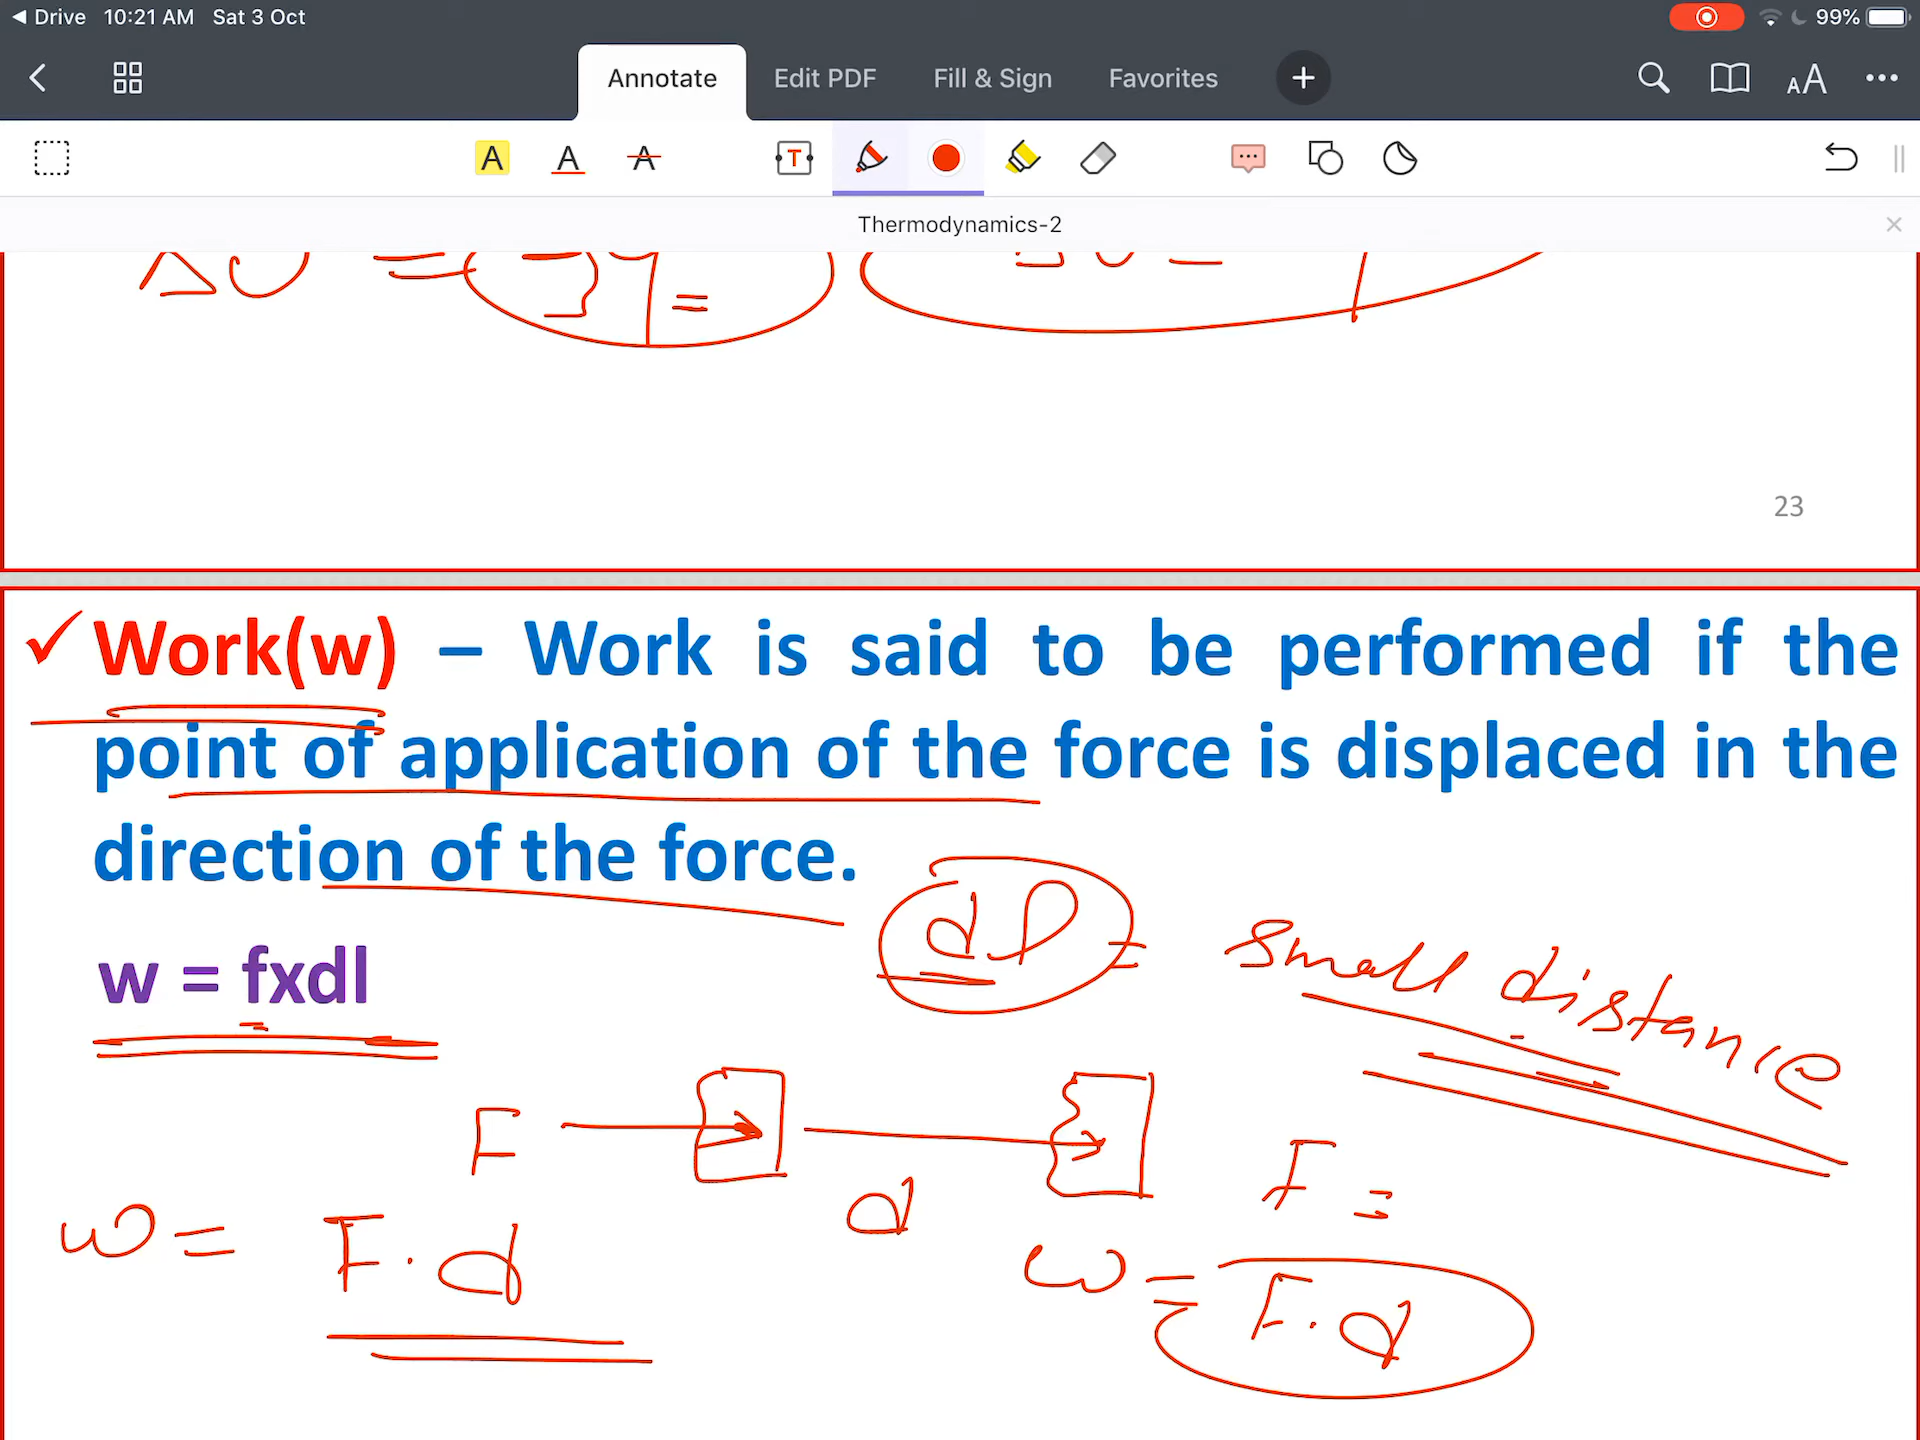 Drive 10:21 AM Sat 3 Oct 99%
Annotate Edit PDF Fill & Sign Favorites
AA
A A A T
Thermodynamics-2
23
Work(w) – Work is said to be performed if the
point of application of the force is displaced in the
direction of the force.
dl = small distance
w = fxdl
F
d
F =
w = F.d
w = F.d